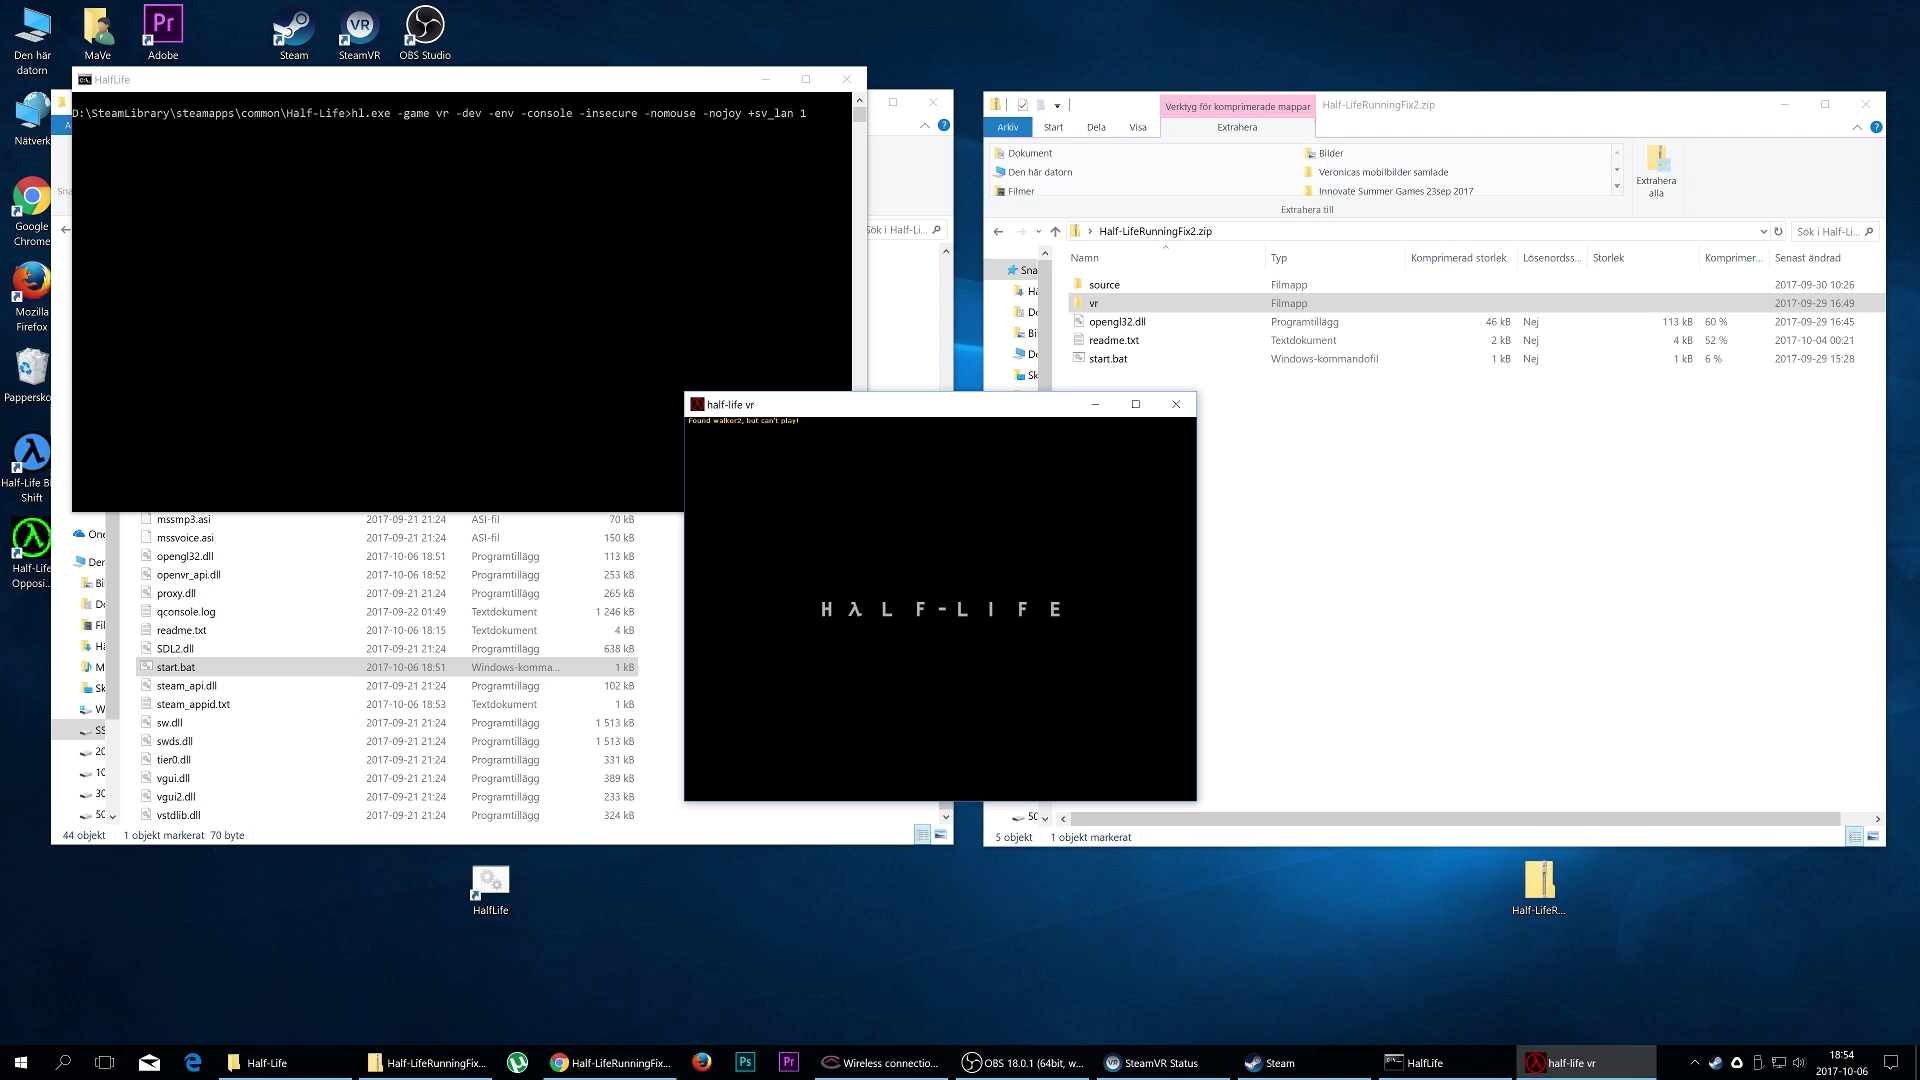 Den här datorn
MaVe
Adobe
Steam
SteamVR
OBS Studio
Nätverk
Google Chrome
Mozilla Firefox
Half-Life
Opposi...
HalfLife
D:\SteamLibrary\steamapps\common\Half-Life>hl.exe -game vr -dev -env -console -insecure -nomouse -nojoy +sv_lan 1
Sök i Half-Li...
mssmp3.asi 2017-09-21 21:24 ASI-fil 70 kB
mssvoice.asi 2017-09-21 21:24 ASI-fil 150 kB
opengl32.dll 2017-10-06 18:51 Programtillägg 113 kB
openvr_api.dll 2017-10-06 18:52 Programtillägg 253 kB
proxy.dll 2017-09-21 21:24 Programtillägg 265 kB
qconsole.log 2017-09-22 01:49 Textdokument 1 246 kB
readme.txt 2017-10-06 18:15 Textdokument 4 kB
SDL2.dll 2017-09-21 21:24 Programtillägg 638 kB
start.bat 2017-10-06 18:51 Windows-komma... 1 kB
steam_api.dll 2017-09-21 21:24 Programtillägg 102 kB
steam_appid.txt 2017-10-06 18:53 Textdokument 1 kB
sw.dll 2017-09-21 21:24 Programtillägg 1 513 kB
swds.dll 2017-09-21 21:24 Programtillägg 1 513 kB
tier0.dll 2017-09-21 21:24 Programtillägg 331 kB
vgui.dll 2017-09-21 21:24 Programtillägg 389 kB
vgui2.dll 2017-09-21 21:24 Programtillägg 233 kB
vstdlib.dll 2017-09-21 21:24 Programtillägg 324 kB
44 objekt 1 objekt markerat 70 byte
half-life vr
Found walker2, but can't play!
HλLF-LIFE
Verktyg för komprimerade mappar Half-LifeRunningFix2.zip
Arkiv Start Dela Visa Extrahera
Dokument Bilder
Den här datorn Veronicas mobilbilder samlade
Filmer Innovate Summer Games 23sep 2017
Extrahera till
Extrahera alla
Half-LifeRunningFix2.zip Sök i Half-Li...
Namn Typ Komprimerad storlek Lösenordss... Storlek Komprimer... Senast ändrad
source Filmapp 2017-09-30 10:26
vr Filmapp 2017-09-29 16:49
opengl32.dll Programtillägg 46 kB Nej 113 kB 60 % 2017-09-29 16:45
readme.txt Textdokument 2 kB Nej 4 kB 52 % 2017-10-04 00:21
start.bat Windows-kommandofil 1 kB Nej 1 kB 6 % 2017-09-29 15:28
5 objekt 1 objekt markerat
HalfLife
Half-LifeR...
Half-Life
Half-LifeRunningFix...
Half-LifeRunningFix...
Wireless connectio...
OBS 18.0.1 (64bit, w...
SteamVR Status
Steam
HalfLife
half-life vr
18:54
2017-10-06